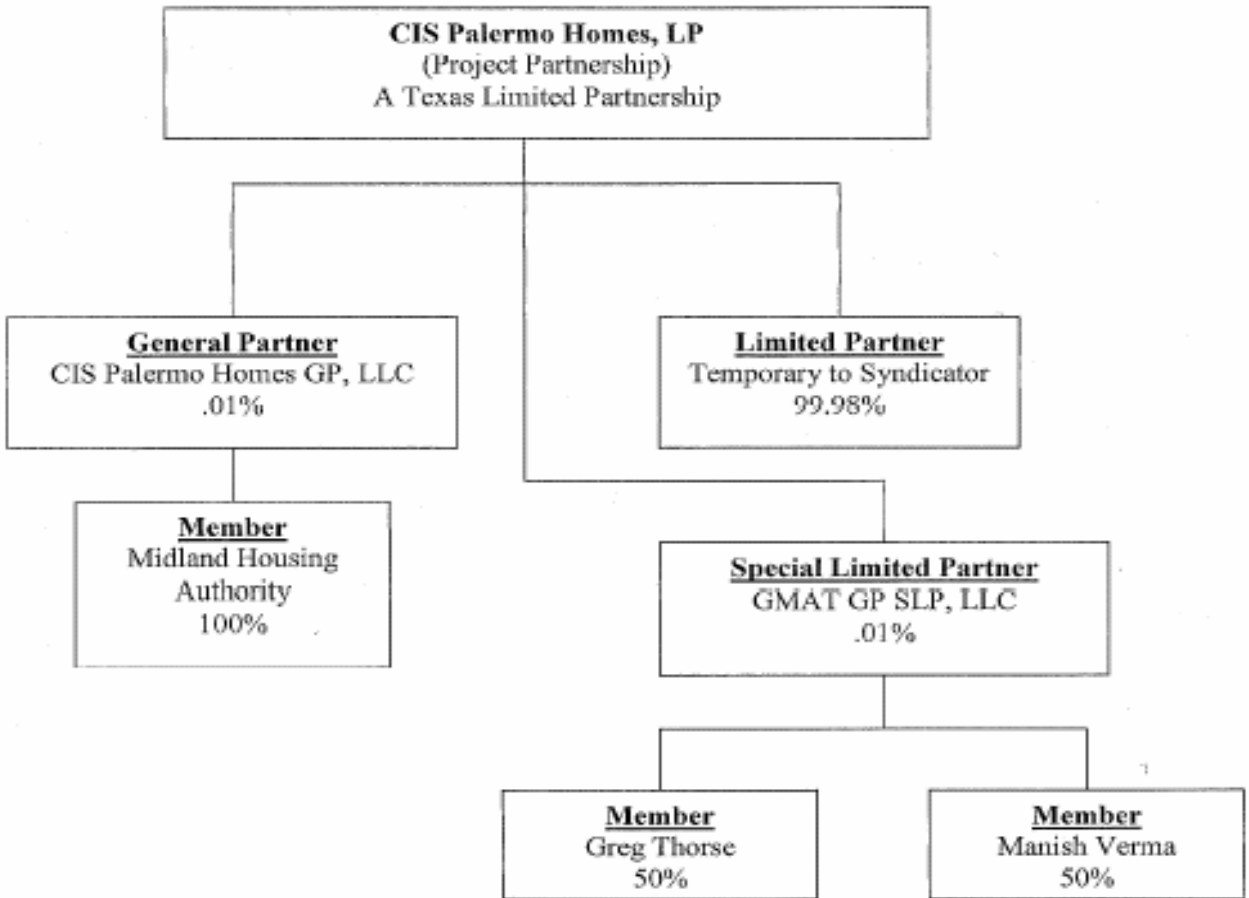 CIS Palermo Homes, LP
(Project Partnership)
A Texas Limited Partnership
General Partner
CIS Palermo Homes GP, LLC
.01%
Limited Partner
Temporary to Syndicator
99.98%
Member
Midland Housing
Authority
100%
Special Limited Partner
GMAT GP SLP, LLC
.01%
Member
Greg Thorse
50%
Member
Manish Verma
50%